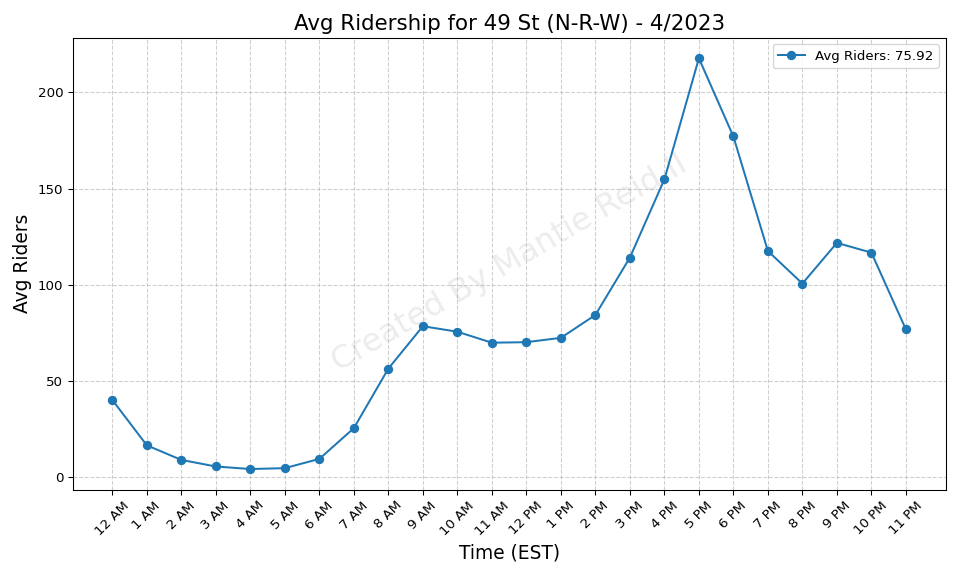 Avg Ridership for 49 St (N-R-W) - 4/2023
Avg Riders: 75.92
Avg Riders
200
150
100
50
0
Created By Mantle Reid II
12 AM 1 AM 2 AM 3 AM 4 AM 5 AM 6 AM 7 AM 8 AM 9 AM 10 AM 11 AM 12 PM 1 PM 2 PM 3 PM 4 PM 5 PM 6 PM 7 PM 8 PM 9 PM 10 PM 11 PM
Time (EST)